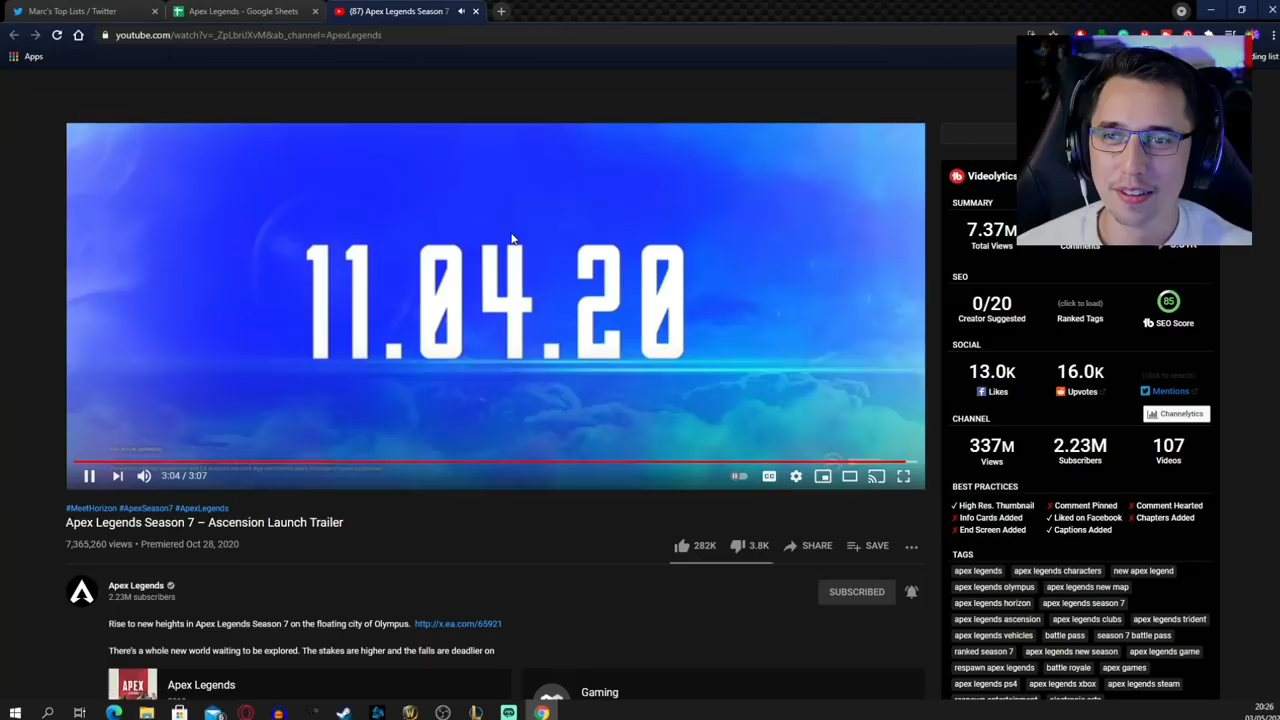 Marc's Top Lists / Twitter
Apex Legends - Google Sheets
(87) Apex Legends Season 7
youtube.com/watch?v=_ZpLbriJXvM&ab_channel=ApexLegends
Apps
ding list
11.04.20
3:04 / 3:07
#MeetHorizon #ApexSeason7 #ApexLegends
Apex Legends Season 7 – Ascension Launch Trailer
7,365,260 views • Premiered Oct 28, 2020
282K
3.8K
SHARE
SAVE
Apex Legends
2.23M subscribers
SUBSCRIBED
Rise to new heights in Apex Legends Season 7 on the floating city of Olympus. http://x.ea.com/65921
There's a whole new world waiting to be explored. The stakes are higher and the falls are deadlier on
APEX
Apex Legends
Gaming
Videolytics
SUMMARY
7.37M
Total Views
Comments
SEO
0/20
Creator Suggested
(click to load)
Ranked Tags
85
tb SEO Score
SOCIAL
13.0K
Likes
16.0K
Upvotes
(click to search)
Mentions
CHANNEL
Channelytics
337M
Views
2.23M
Subscribers
107
Videos
BEST PRACTICES
✓ High Res. Thumbnail
✗ Comment Pinned
✗ Comment Hearted
✗ Info Cards Added
✓ Liked on Facebook
✗ Chapters Added
✗ End Screen Added
✓ Captions Added
TAGS
apex legends
apex legends characters
new apex legend
apex legends olympus
apex legends new map
apex legends horizon
apex legends season 7
apex legends ascension
apex legends clubs
apex legends trident
apex legends vehicles
battle pass
season 7 battle pass
ranked season 7
apex legends new season
apex legends game
respawn apex legends
battle royale
apex games
apex legends ps4
apex legends xbox
apex legends steam
20:26